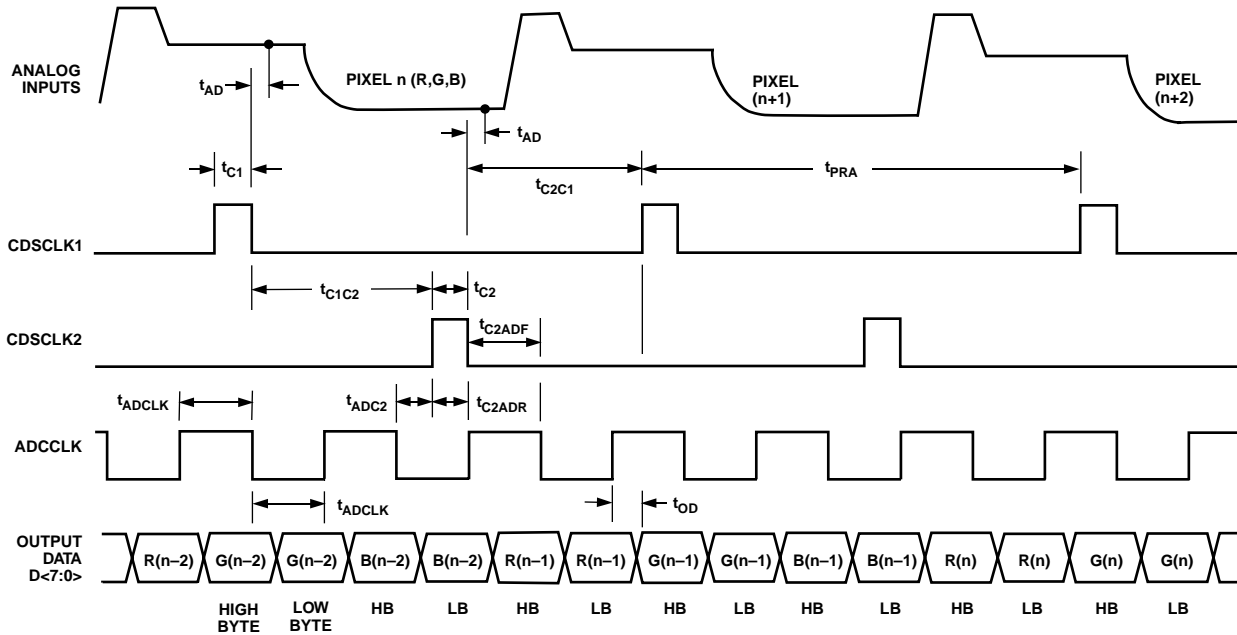 ANALOG
INPUTS
tAD
PIXEL n (R,G,B)
PIXEL
(n+1)
PIXEL
(n+2)
tAD
tC1
tC2C1
tPRA
CDSCLK1
tC1C2
tC2
CDSCLK2
tC2ADF
tADCLK
tADC2
tC2ADR
ADCCLK
tADCLK
tOD
OUTPUT
DATA
D<7:0>
R(n–2) G(n–2) G(n–2) B(n–2) B(n–2) R(n–1) R(n–1) G(n–1) G(n–1) B(n–1) B(n–1) R(n) R(n) G(n) G(n)
HIGH
BYTE
LOW
BYTE
HB LB HB LB HB LB HB LB HB LB HB LB